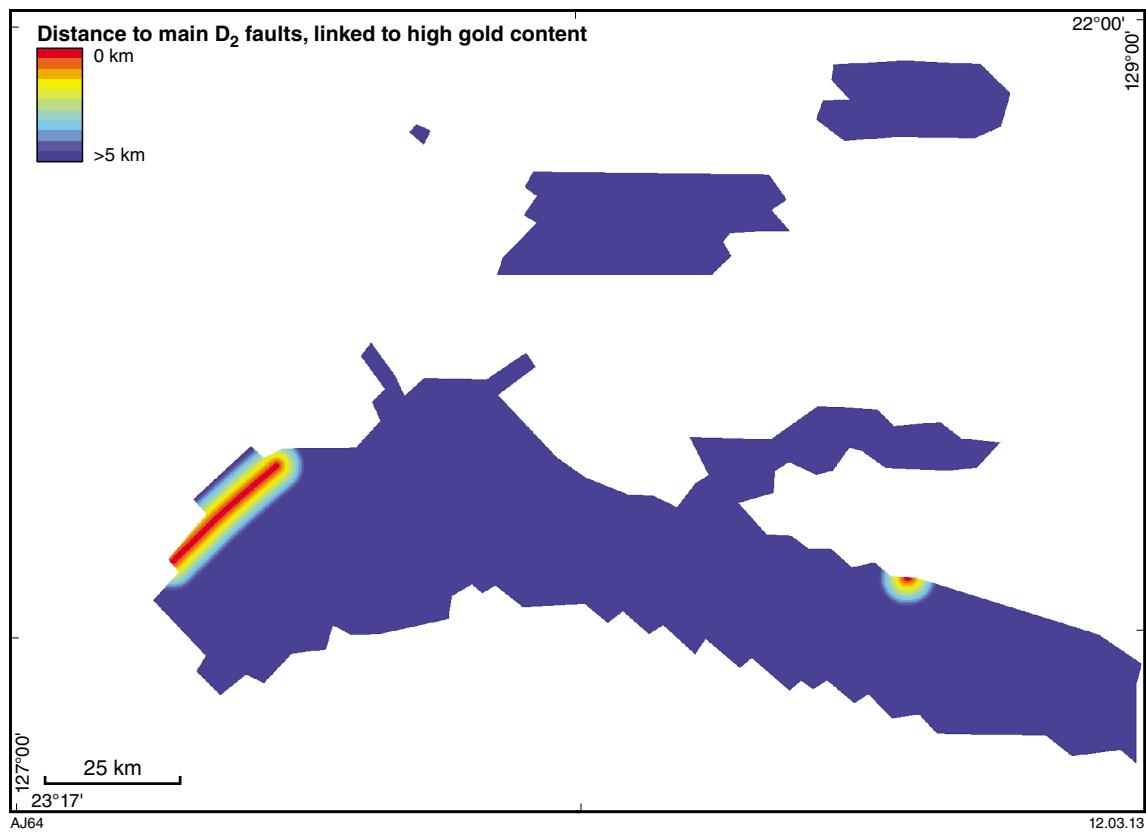 Distance to main D₂ faults, linked to high gold content
0 km
>5 km
22°00'
129°00'
25 km
127°00'
23°17'
AJ64
12.03.13